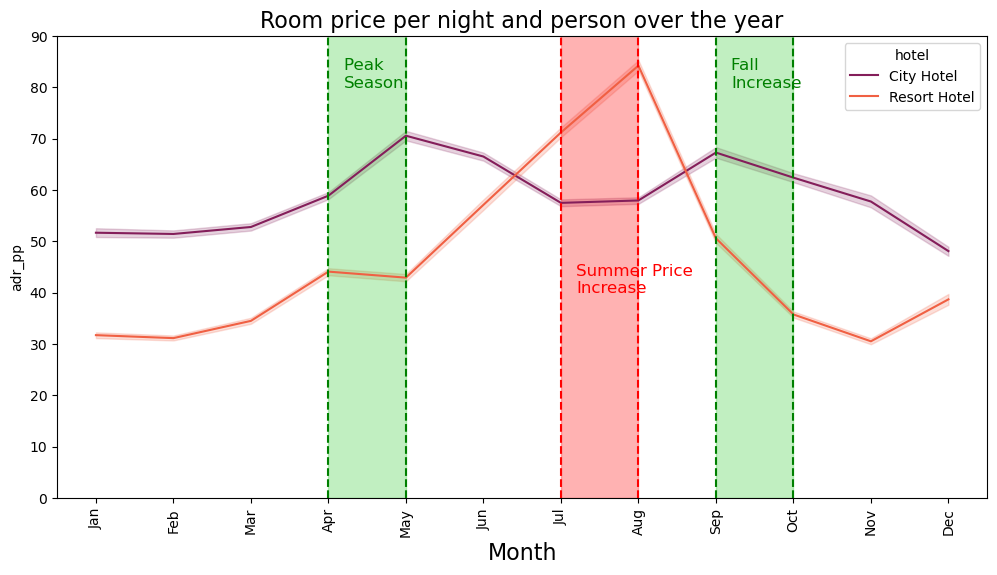 Room price per night and person over the year
90
80
70
60
50
40
30
20
10
0
adr_pp
Peak
Season
Summer Price
Increase
Fall
Increase
hotel
City Hotel
Resort Hotel
Jan
Feb
Mar
Apr
May
Jun
Jul
Aug
Sep
Oct
Nov
Dec
Month